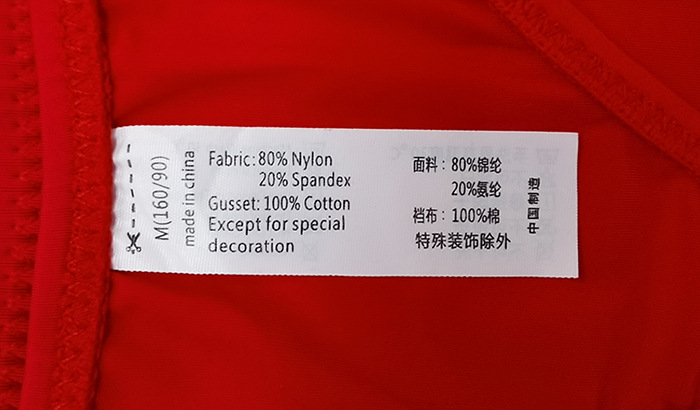 M(160/90)
made in china
Fabric: 80% Nylon
20% Spandex
Gusset: 100% Cotton
Except for special
decoration
面料：80%锦纶
20%氨纶
裆布：100%棉
特殊装饰除外
中国制造